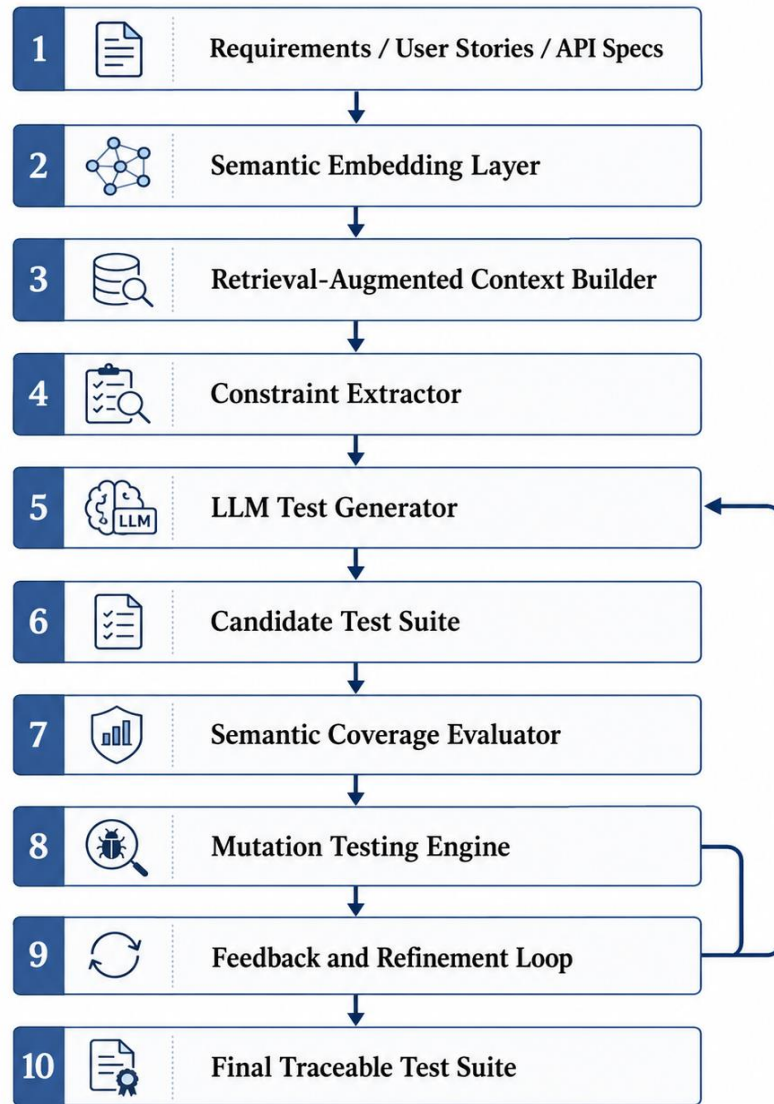 1 Requirements / User Stories / API Specs
2 Semantic Embedding Layer
3 Retrieval-Augmented Context Builder
4 Constraint Extractor
5 LLM LLM Test Generator
6 Candidate Test Suite
7 Semantic Coverage Evaluator
8 Mutation Testing Engine
9 Feedback and Refinement Loop
10 Final Traceable Test Suite